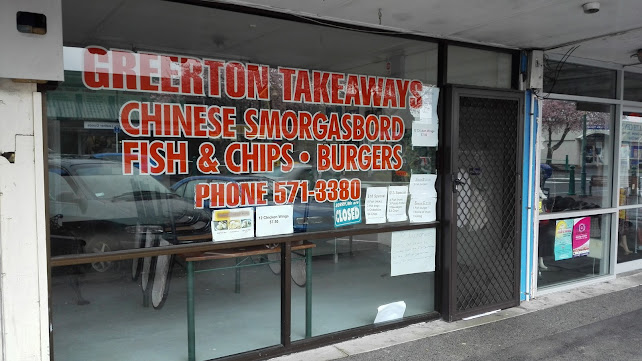 GREERTON TAKEAWAYS
CHINESE SMORGASBORD
FISH & CHIPS • BURGERS
PHONE 571-3380
CLOSED